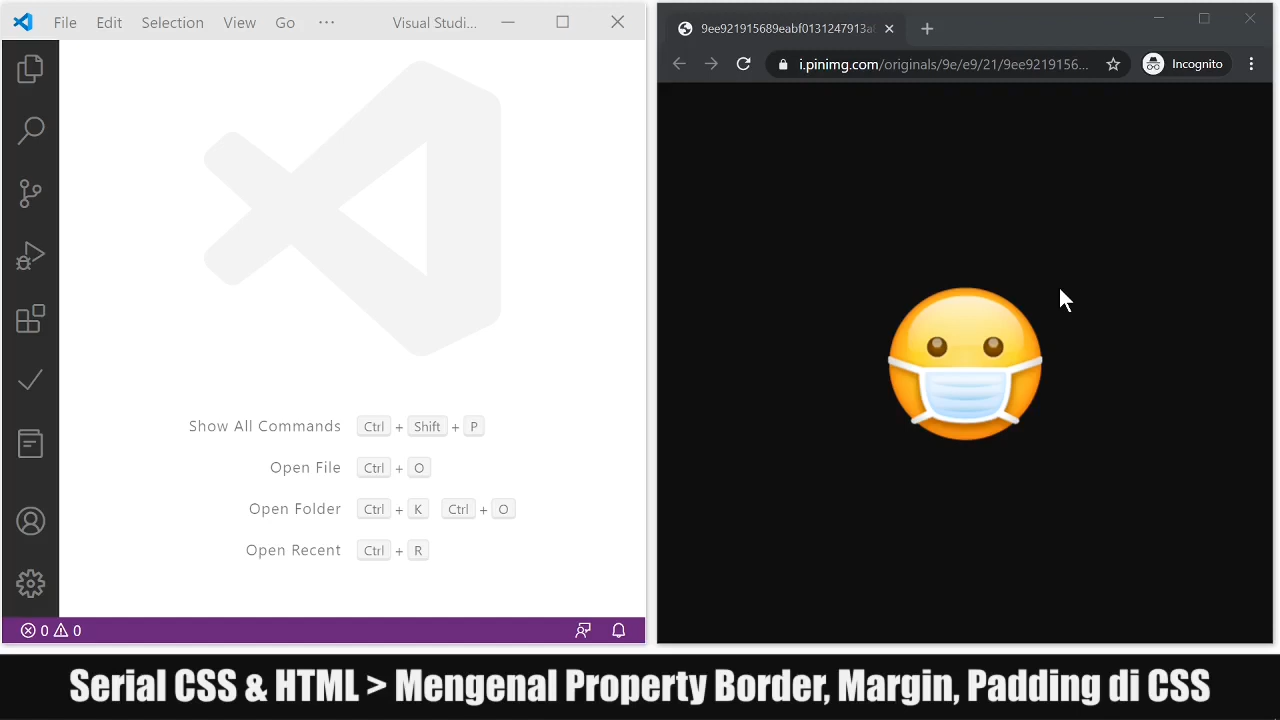 File Edit Selection View Go ··· Visual Studi...
9ee921915689eabf0131247913a
i.pinimg.com/originals/9e/e9/21/9ee9219156... Incognito
Show All Commands Ctrl + Shift + P
Open File Ctrl + O
Open Folder Ctrl + K Ctrl + O
Open Recent Ctrl + R
0 0
Serial CSS & HTML > Mengenal Property Border, Margin, Padding di CSS